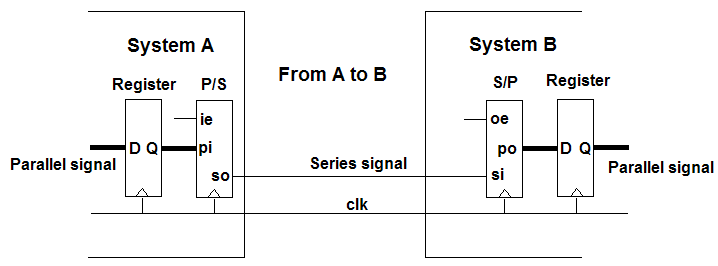 System A
System B
From A to B
Register
P/S
S/P
Register
ie
oe
D Q
pi
po
D Q
Parallel signal
Series signal
Parallel signal
so
si
clk